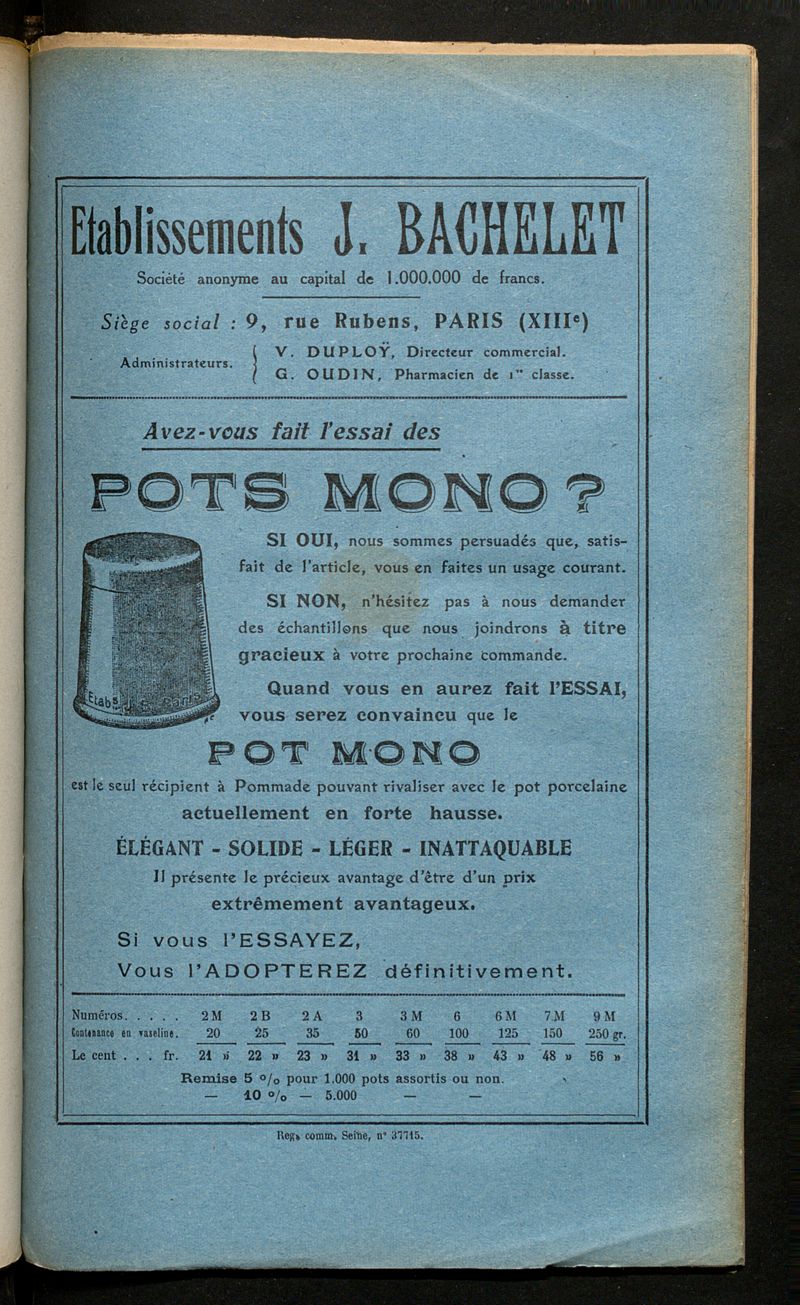 Etablissements J. BACHELET
Société anonyme au capital de 1.000.000 de francs.
Siège social : 9, rue Rubens, PARIS (XIIIe)
Administrateurs.
V. DUPLOŸ, Directeur commercial.
G. OUDIN, Pharmacien de 1re classe.
Avez-vous fait l'essai des
POTS MONO ?
SI OUI, nous sommes persuadés que, satis-
fait de l'article, vous en faites un usage courant.
SI NON, n'hésitez pas à nous demander
des échantillons que nous joindrons à titre
gracieux à votre prochaine commande.
Quand vous en aurez fait l'ESSAI,
vous serez convaincu que le
Etabts J. B. Paris
POT MONO
est le seul récipient à Pommade pouvant rivaliser avec le pot porcelaine
actuellement en forte hausse.
ÉLÉGANT - SOLIDE - LÉGER - INATTAQUABLE
Il présente le précieux avantage d'être d'un prix
extrêmement avantageux.
Si vous l'ESSAYEZ,
Vous l'ADOPTEREZ définitivement.
Numéros. . . . . 2 M 2 B 2 A 3 3 M 6 6 M 7 M 9 M
Contenance en vaseline. 20 25 35 50 60 100 125 150 250 gr.
Le cent . . . fr. 21 » 22 » 23 » 31 » 33 » 38 » 43 » 48 » 56 »
Remise 5 % pour 1.000 pots assortis ou non.
— 10 % — 5.000 — —
Reg. comm. Seine, n° 37715.